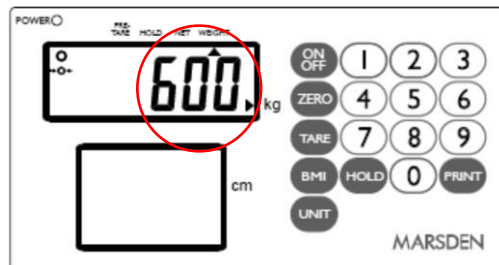 POWER
PRE-
TARE HOLD NET WEIGHT
600
kg
cm
ON
OFF 1 2 3
ZERO 4 5 6
TARE 7 8 9
BMI HOLD 0 PRINT
UNIT
MARSDEN